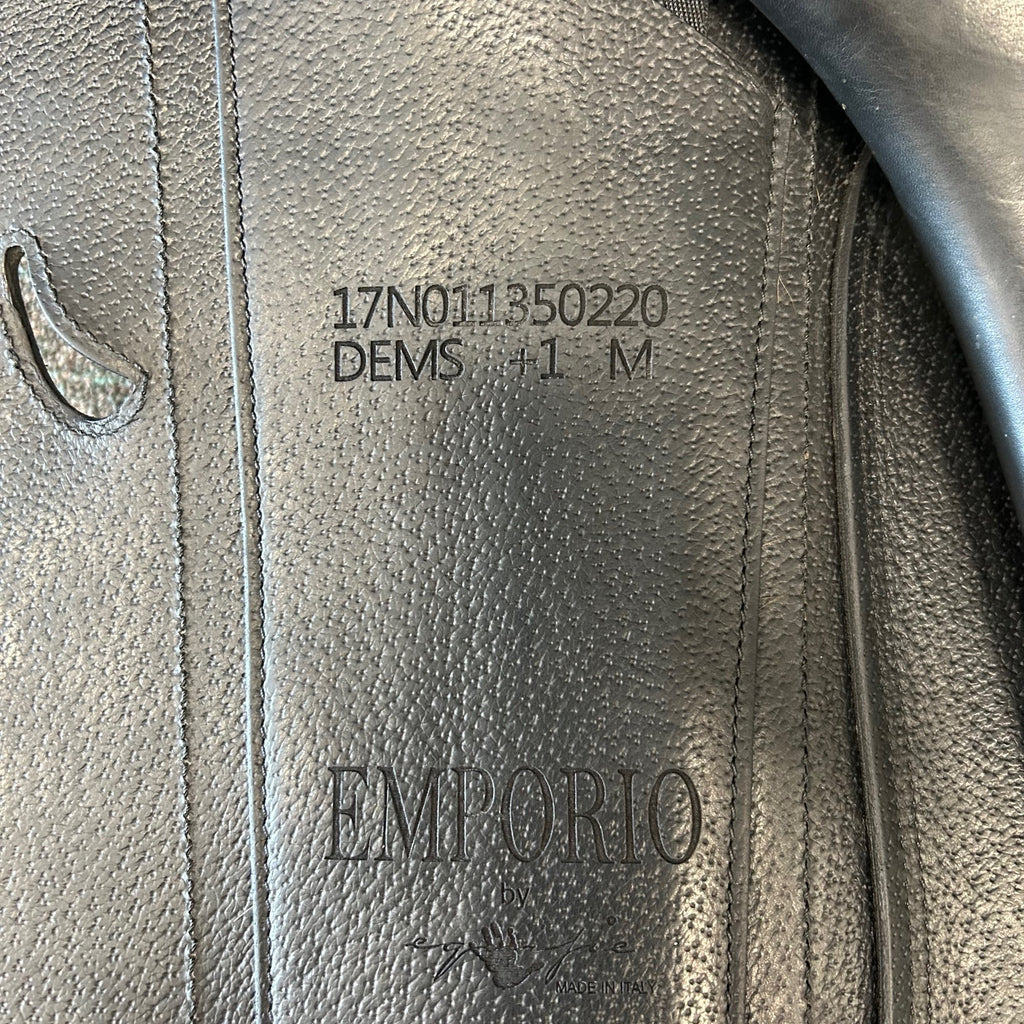 17N011350220
DEMS +1 M
EMPORIO
by
MADE IN ITALY